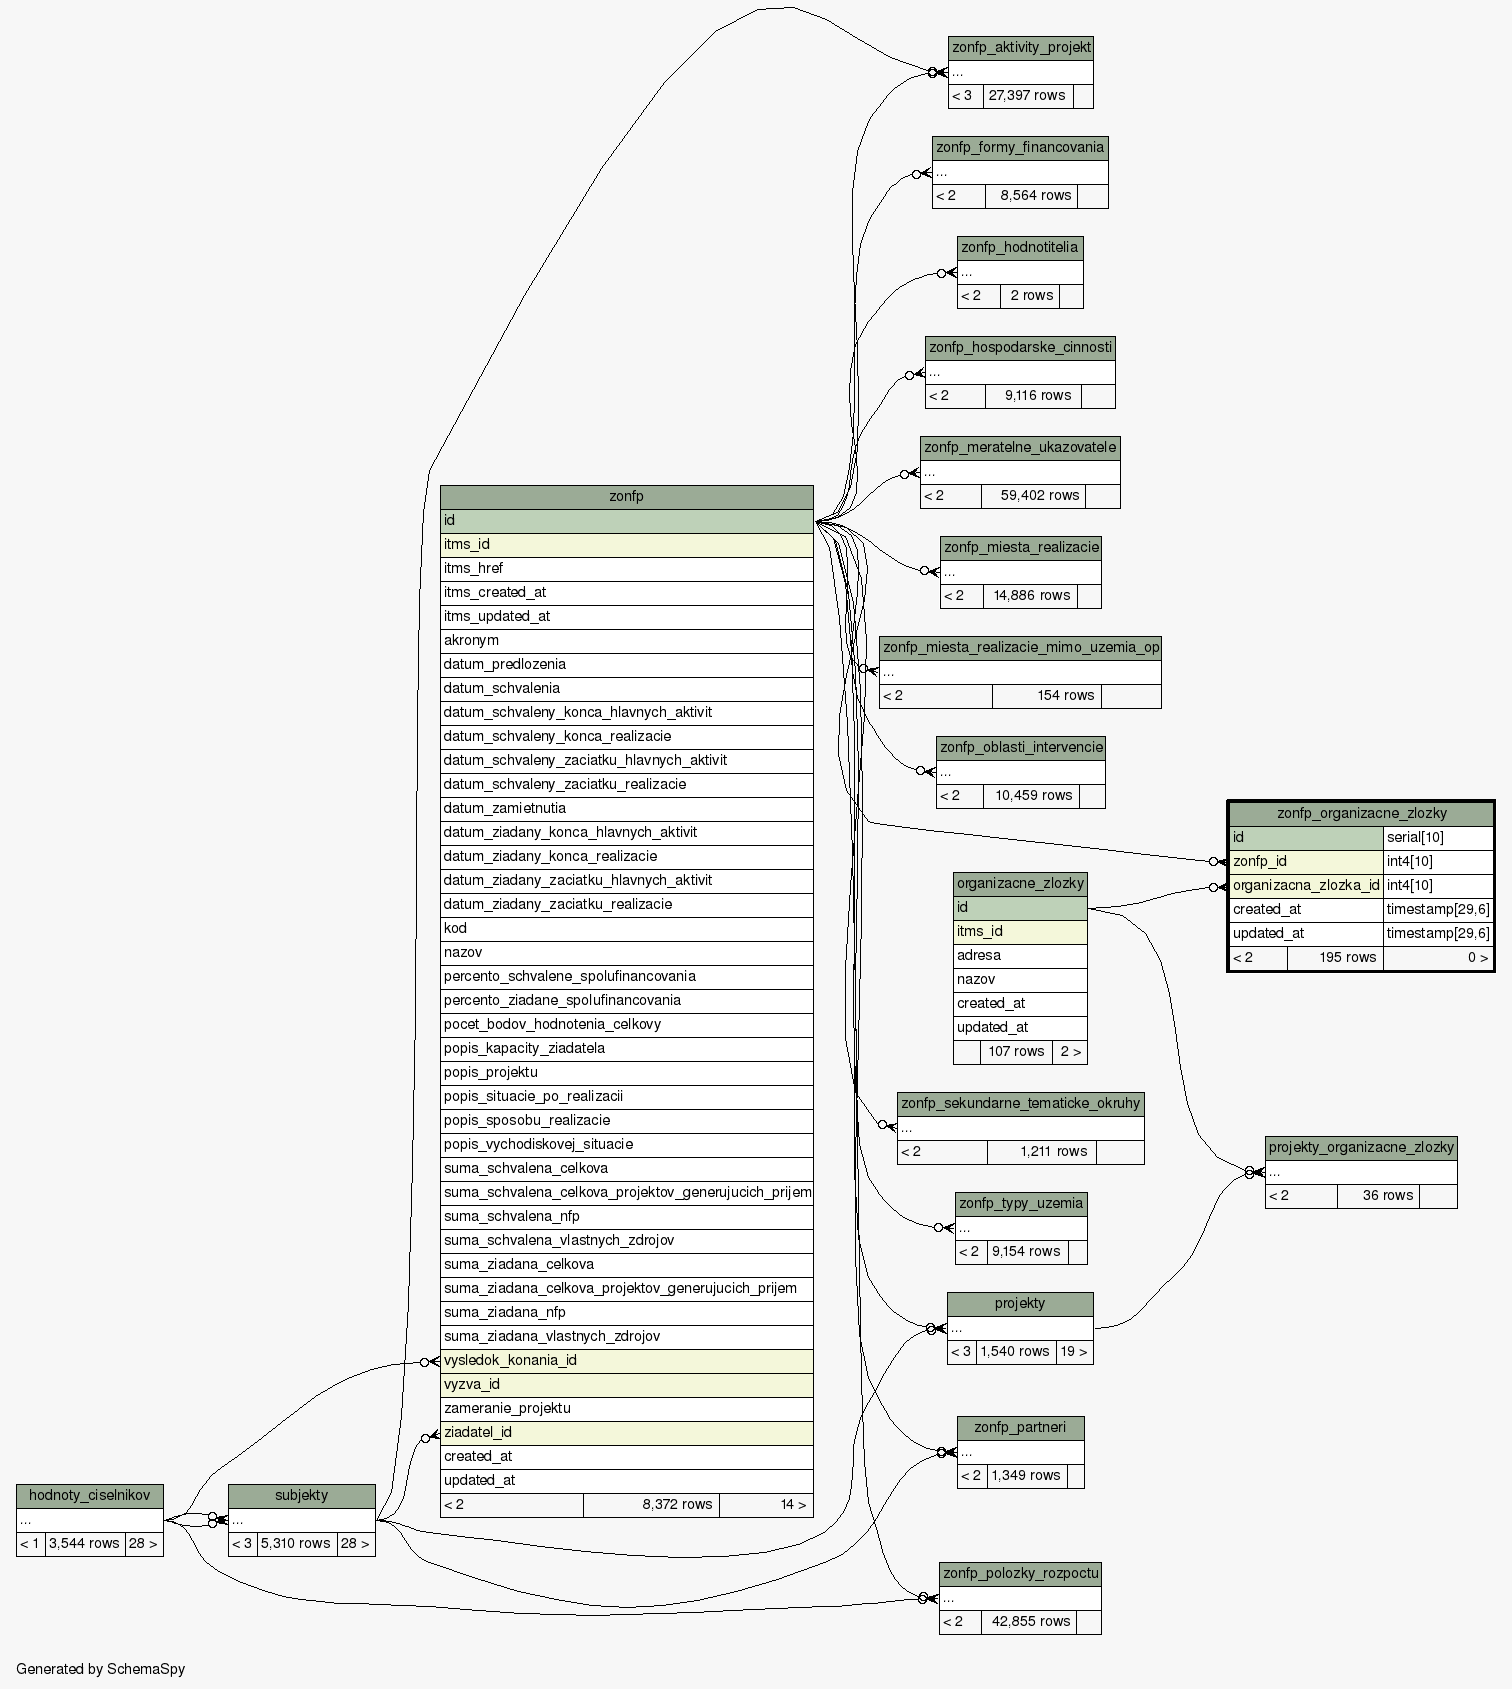 zonfp_aktivity_projekt
...
< 3 27,397 rows
zonfp_formy_financovania
...
< 2 8,564 rows
zonfp_hodnotitelia
...
< 2 2 rows
zonfp_hospodarske_cinnosti
...
< 2 9,116 rows
zonfp_meratelne_ukazovatele
...
< 2 59,402 rows
zonfp_miesta_realizacie
...
< 2 14,886 rows
zonfp_miesta_realizacie_mimo_uzemia_op
...
< 2 154 rows
zonfp_oblasti_intervencie
...
< 2 10,459 rows
zonfp_organizacne_zlozky
id serial[10]
zonfp_id int4[10]
organizacna_zlozka_id int4[10]
created_at timestamp[29,6]
updated_at timestamp[29,6]
< 2 195 rows 0 >
organizacne_zlozky
id
itms_id
adresa
nazov
created_at
updated_at
107 rows 2 >
zonfp_sekundarne_tematicke_okruhy
...
< 2 1,211 rows
projekty_organizacne_zlozky
...
< 2 36 rows
zonfp_typy_uzemia
...
< 2 9,154 rows
projekty
...
< 3 1,540 rows 19 >
zonfp_partneri
...
< 2 1,349 rows
zonfp_polozky_rozpoctu
...
< 2 42,855 rows
zonfp
id
itms_id
itms_href
itms_created_at
itms_updated_at
akronym
datum_predlozenia
datum_schvalenia
datum_schvaleny_konca_hlavnych_aktivit
datum_schvaleny_konca_realizacie
datum_schvaleny_zaciatku_hlavnych_aktivit
datum_schvaleny_zaciatku_realizacie
datum_zamietnutia
datum_ziadany_konca_hlavnych_aktivit
datum_ziadany_konca_realizacie
datum_ziadany_zaciatku_hlavnych_aktivit
datum_ziadany_zaciatku_realizacie
kod
nazov
percento_schvalene_spolufinancovania
percento_ziadane_spolufinancovania
pocet_bodov_hodnotenia_celkovy
popis_kapacity_ziadatela
popis_projektu
popis_situacie_po_realizacii
popis_sposobu_realizacie
popis_vychodiskovej_situacie
suma_schvalena_celkova
suma_schvalena_celkova_projektov_generujucich_prijem
suma_schvalena_nfp
suma_schvalena_vlastnych_zdrojov
suma_ziadana_celkova
suma_ziadana_celkova_projektov_generujucich_prijem
suma_ziadana_nfp
suma_ziadana_vlastnych_zdrojov
vysledok_konania_id
vyzva_id
zameranie_projektu
ziadatel_id
created_at
updated_at
< 2 8,372 rows 14 >
hodnoty_ciselnikov
...
< 1 3,544 rows 28 >
subjekty
...
< 3 5,310 rows 28 >
Generated by SchemaSpy